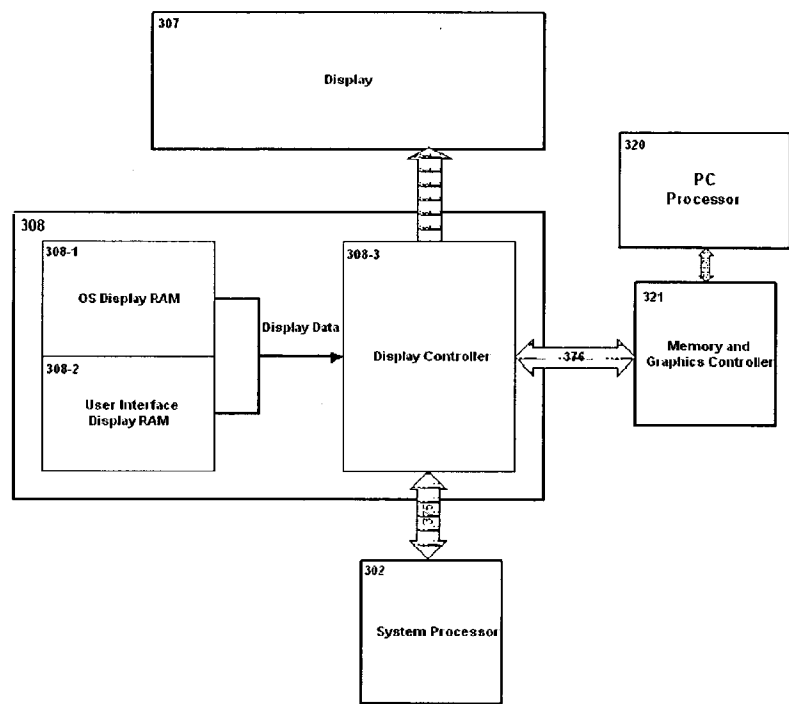 307
Display
320
PC
Processor
308
308-1
OS Display RAM
308-2
User Interface
Display RAM
Display Data
308-3
Display Controller
376
321
Memory and
Graphics Controller
375
302
System Processor